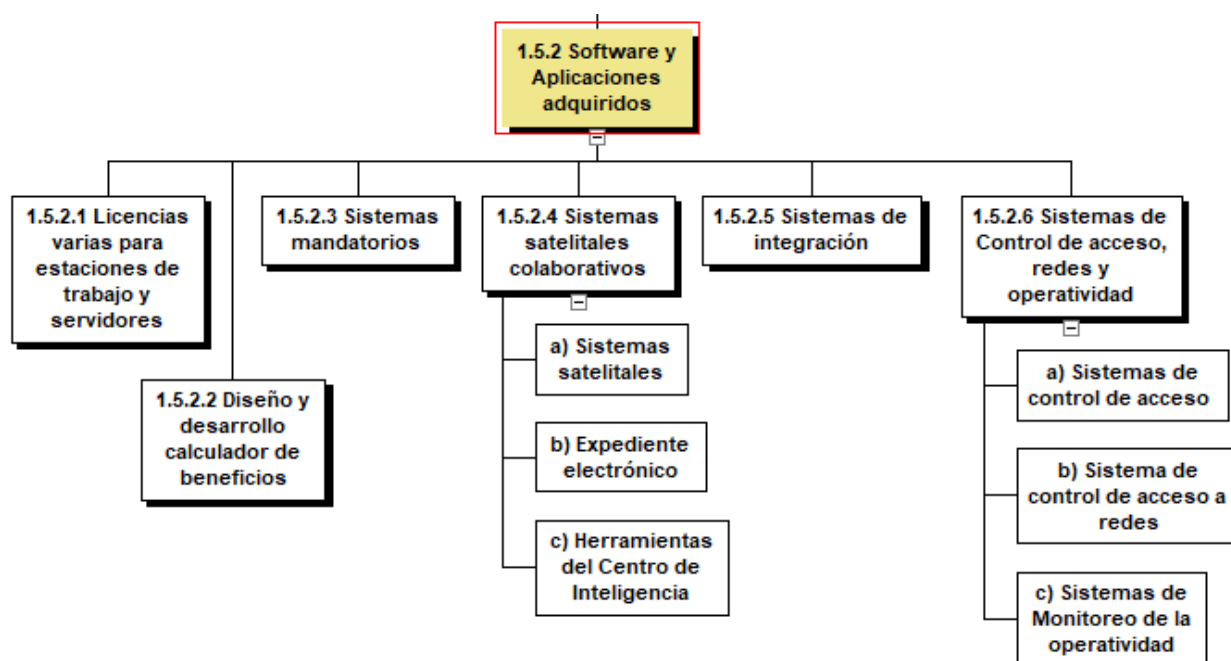 1.5.2 Software y
Aplicaciones
adquiridos
1.5.2.1 Licencias
varias para
estaciones de
trabajo y
servidores
1.5.2.2 Diseño y
desarrollo
calculador de
beneficios
1.5.2.3 Sistemas
mandatorios
1.5.2.4 Sistemas
satelitales
colaborativos
a) Sistemas
satelitales
b) Expediente
electrónico
c) Herramientas
del Centro de
Inteligencia
1.5.2.5 Sistemas de
integración
1.5.2.6 Sistemas de
Control de acceso,
redes y
operatividad
a) Sistemas de
control de acceso
b) Sistema de
control de acceso a
redes
c) Sistemas de
Monitoreo de la
operatividad